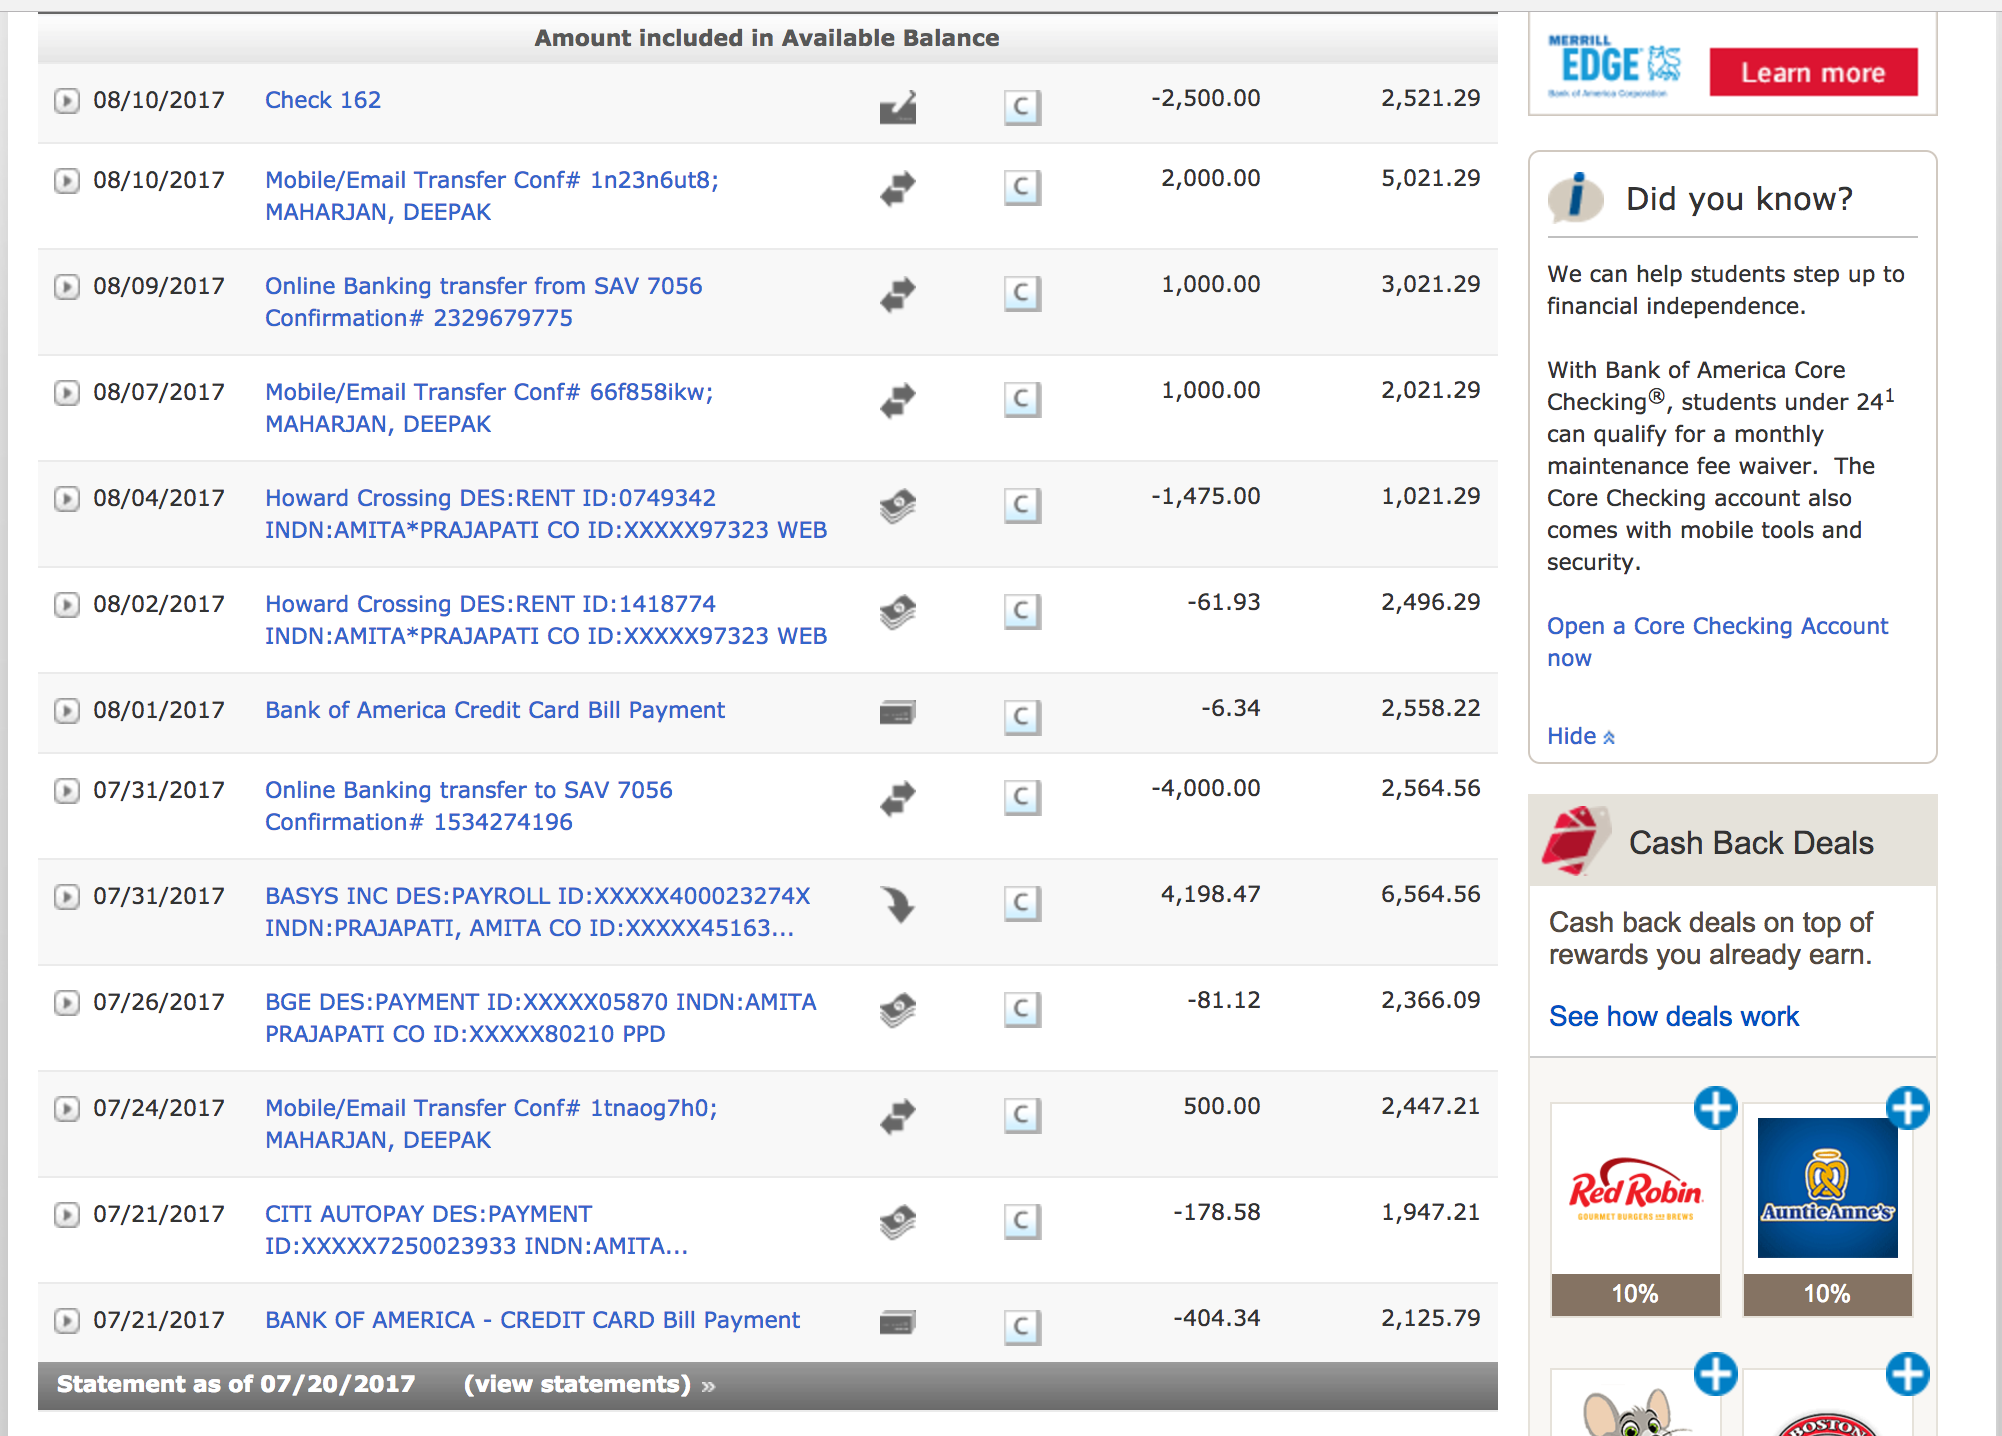 Amount included in Available Balance
08/10/2017 Check 162 C -2,500.00 2,521.29
08/10/2017 Mobile/Email Transfer Conf# 1n23n6ut8; C 2,000.00 5,021.29
MAHARJAN, DEEPAK
08/09/2017 Online Banking transfer from SAV 7056 C 1,000.00 3,021.29
Confirmation# 2329679775
08/07/2017 Mobile/Email Transfer Conf# 66f858ikw; C 1,000.00 2,021.29
MAHARJAN, DEEPAK
08/04/2017 Howard Crossing DES:RENT ID:0749342 C -1,475.00 1,021.29
INDN:AMITA*PRAJAPATI CO ID:XXXXX97323 WEB
08/02/2017 Howard Crossing DES:RENT ID:1418774 C -61.93 2,496.29
INDN:AMITA*PRAJAPATI CO ID:XXXXX97323 WEB
08/01/2017 Bank of America Credit Card Bill Payment C -6.34 2,558.22
07/31/2017 Online Banking transfer to SAV 7056 C -4,000.00 2,564.56
Confirmation# 1534274196
07/31/2017 BASYS INC DES:PAYROLL ID:XXXXX400023274X C 4,198.47 6,564.56
INDN:PRAJAPATI, AMITA CO ID:XXXXX45163...
07/26/2017 BGE DES:PAYMENT ID:XXXXX05870 INDN:AMITA C -81.12 2,366.09
PRAJAPATI CO ID:XXXXX80210 PPD
07/24/2017 Mobile/Email Transfer Conf# 1tnaog7h0; C 500.00 2,447.21
MAHARJAN, DEEPAK
07/21/2017 CITI AUTOPAY DES:PAYMENT C -178.58 1,947.21
ID:XXXXX7250023933 INDN:AMITA...
07/21/2017 BANK OF AMERICA - CREDIT CARD Bill Payment C -404.34 2,125.79
Statement as of 07/20/2017 (view statements) »
MERRILL
EDGE
Bank of America Corporation
Learn more
i Did you know?
We can help students step up to
financial independence.
With Bank of America Core
Checking®, students under 24¹
can qualify for a monthly
maintenance fee waiver. The
Core Checking account also
comes with mobile tools and
security.
Open a Core Checking Account
now
Hide
Cash Back Deals
Cash back deals on top of
rewards you already earn.
See how deals work
Red Robin
GOURMET BURGERS AND BREWS
10%
AuntieAnne's
10%
BOSTON